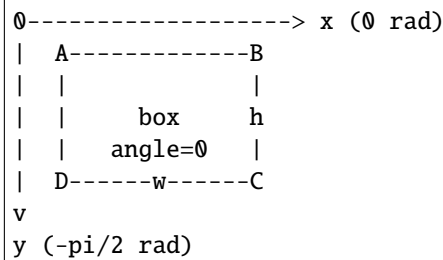 0-------------------> x (0 rad)
|  A-------------B
|  |             |
|  |     box     h
|  |   angle=0   |
|  D------w------C
v
y (-pi/2 rad)